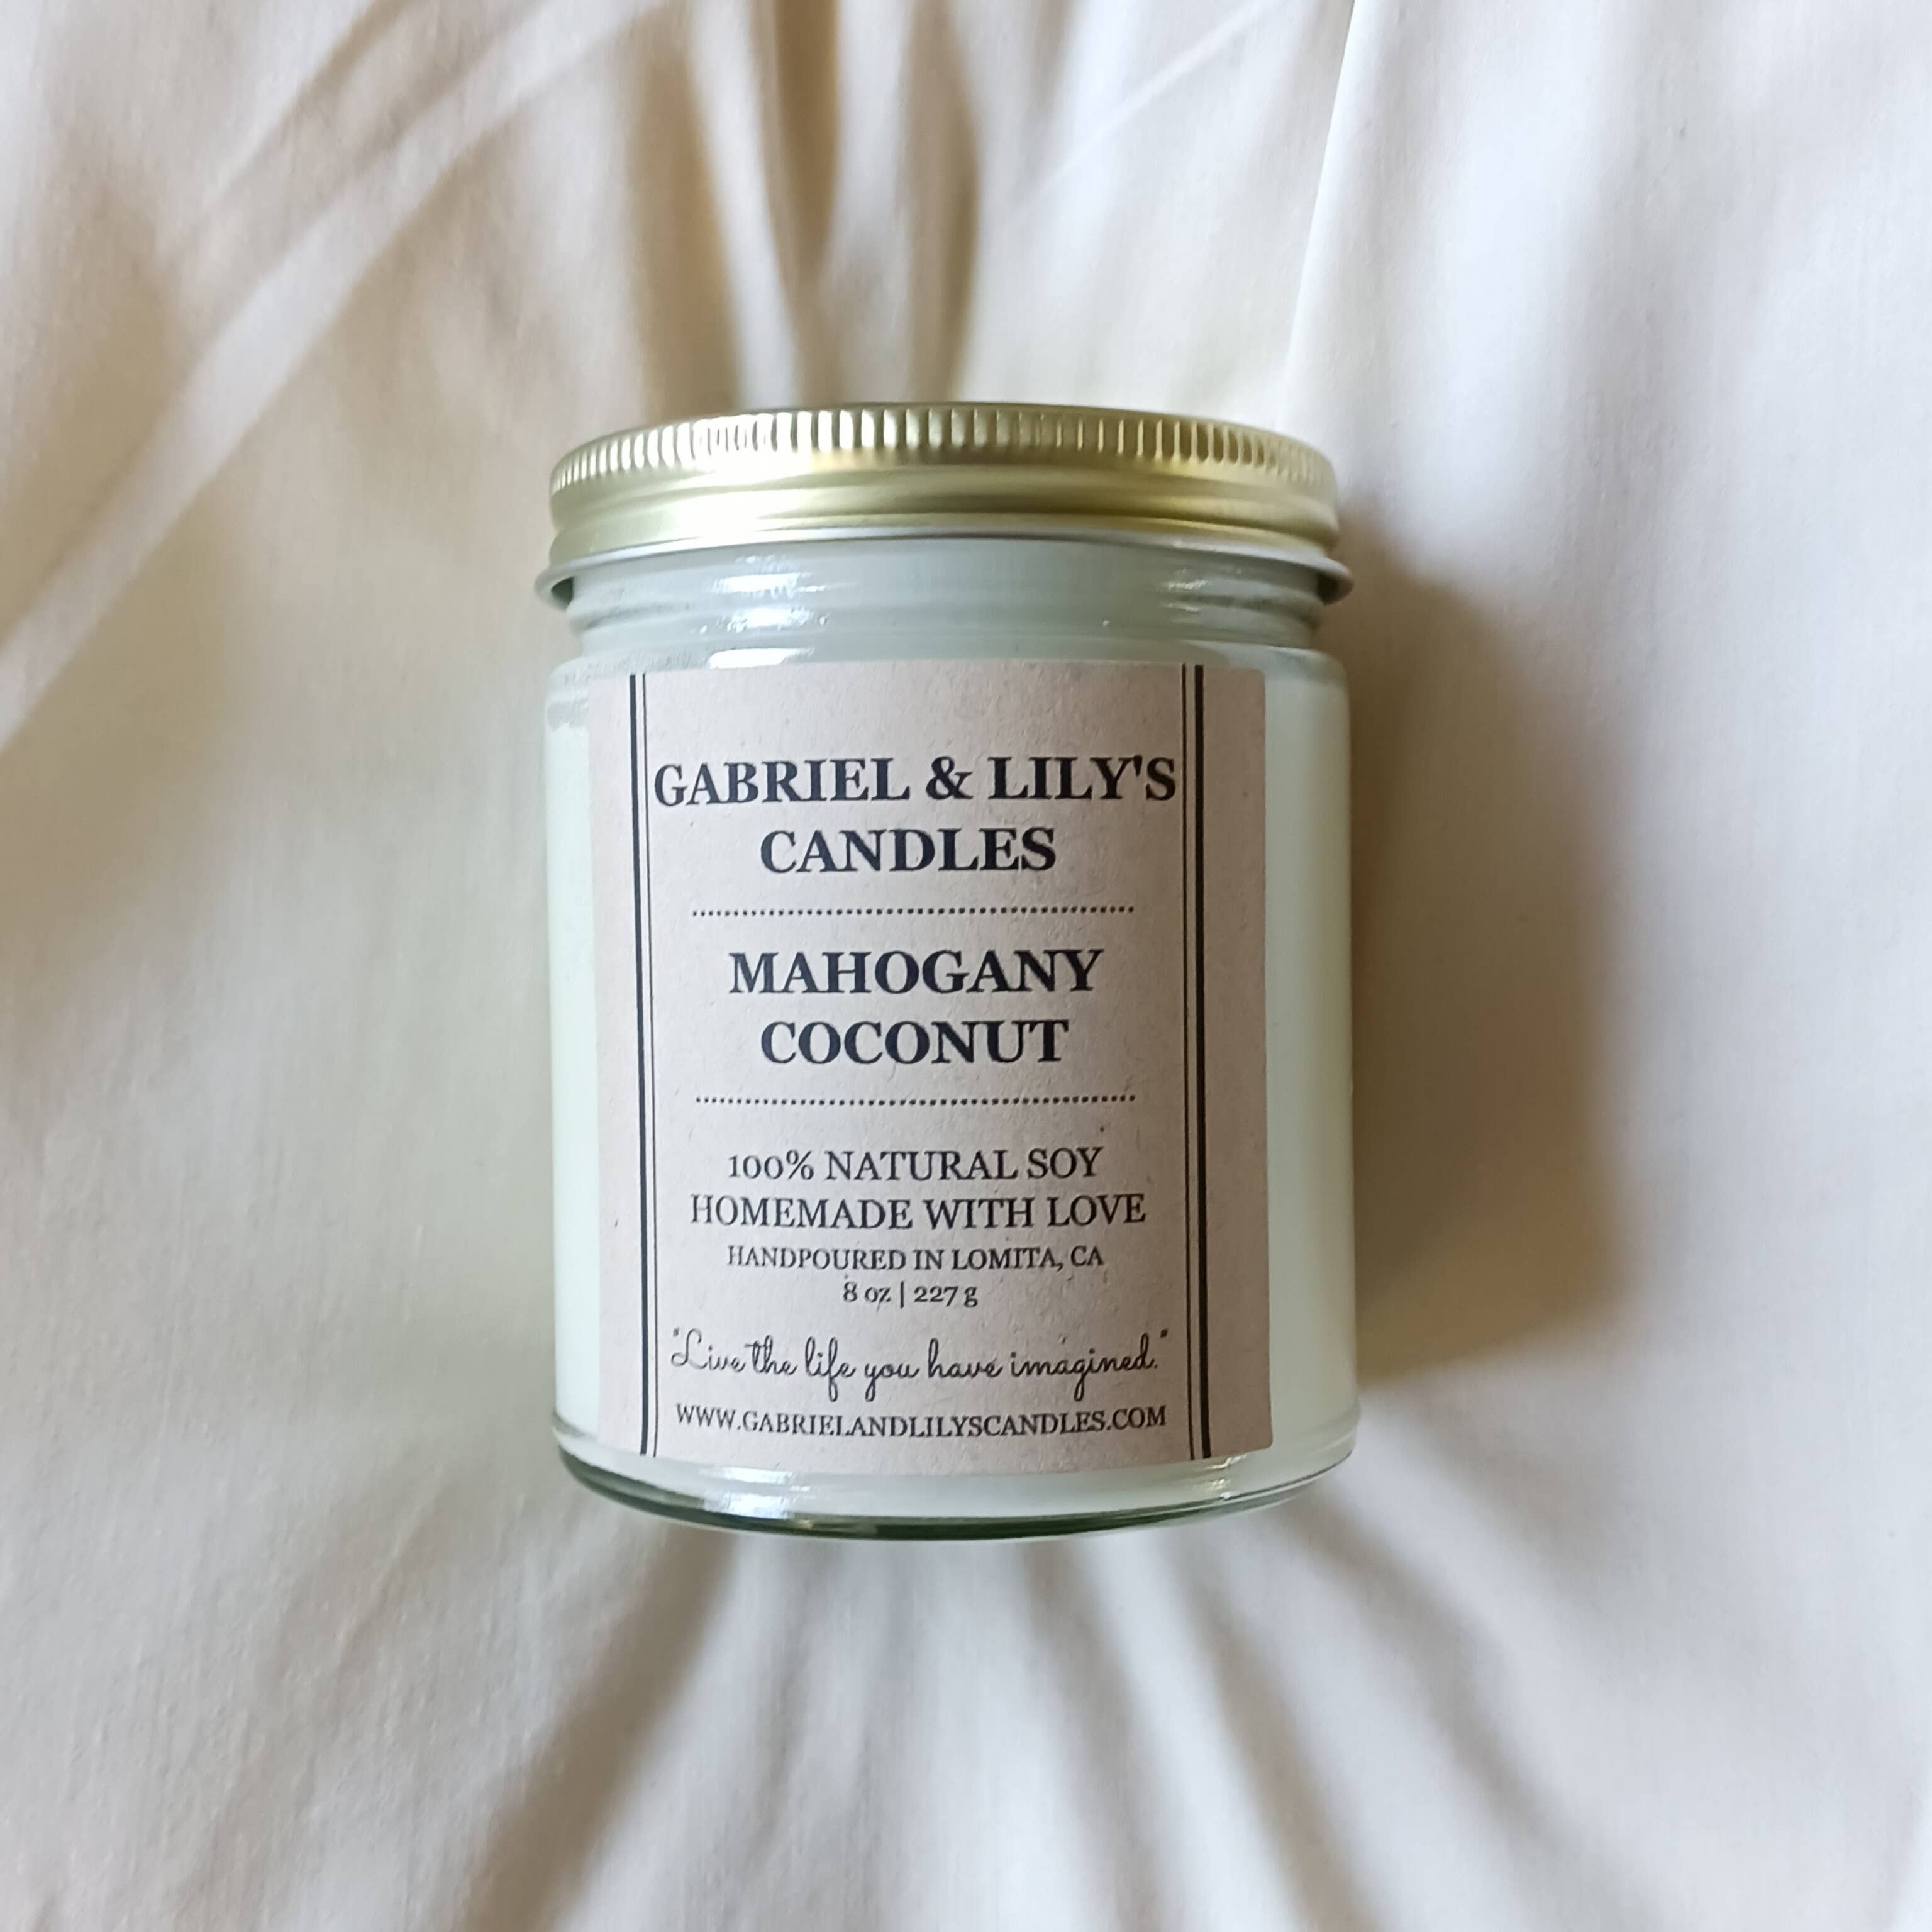 GABRIEL & LILY'S
CANDLES
MAHOGANY
COCONUT
100% NATURAL SOY
HOMEMADE WITH LOVE
HANDPOURED IN LOMITA, CA
8 oz | 227 g
"Live the life you have imagined."
WWW.GABRIELANDLILYSCANDLES.COM